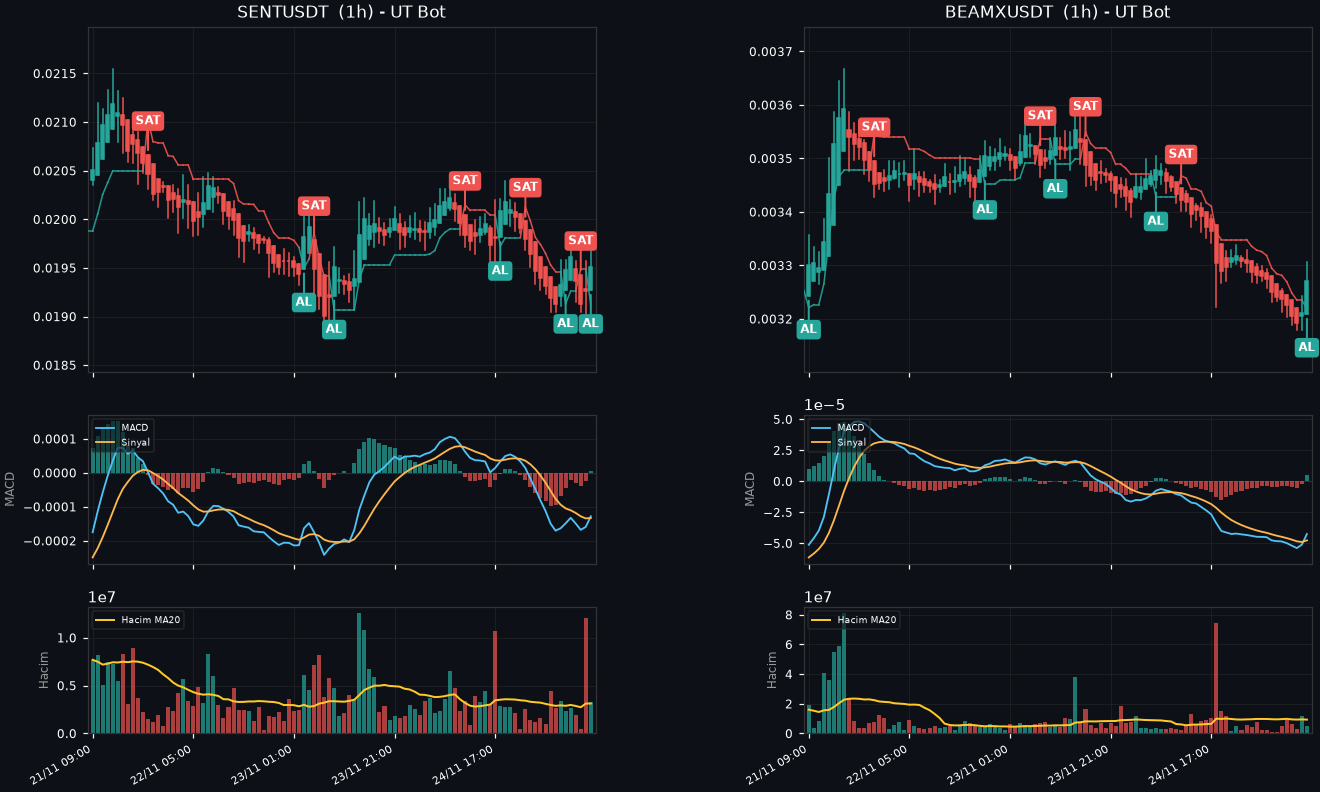 SENTUSDT  (1h) - UT Bot
0.0215
0.0210
0.0205
0.0200
0.0195
0.0190
0.0185
SAT
SAT
SAT
SAT
SAT
AL
AL
AL
AL
AL
MACD
0.0001
0.0000
−0.0001
−0.0002
MACD
Sinyal
1e7
Hacim
1.0
0.5
0.0
Hacim MA20
21/11 09:00
22/11 05:00
23/11 01:00
23/11 21:00
24/11 17:00
BEAMXUSDT  (1h) - UT Bot
0.0037
0.0036
0.0035
0.0034
0.0033
0.0032
SAT
SAT
SAT
SAT
AL
AL
AL
AL
AL
1e−5
MACD
5.0
2.5
0.0
−2.5
−5.0
MACD
Sinyal
1e7
Hacim
8
6
4
2
0
Hacim MA20
21/11 09:00
22/11 05:00
23/11 01:00
23/11 21:00
24/11 17:00